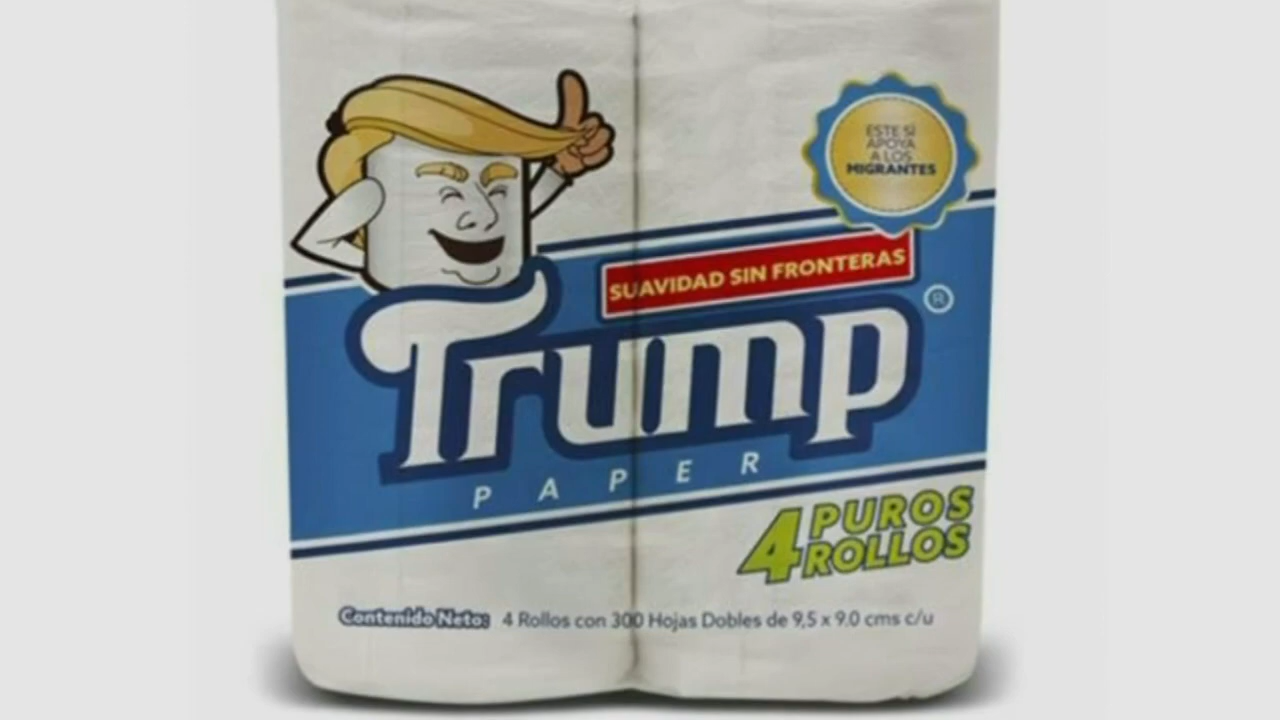 ESTE SÍ
APOYA
A LOS
MIGRANTES
SUAVIDAD SIN FRONTERAS
Trump
®
PAPER
4 PUROS
ROLLOS
Contenido Neto: 4 Rollos con 300 Hojas Dobles de 9,5 x 9.0 cms c/u